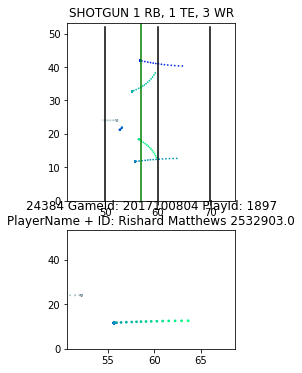 SHOTGUN 1 RB, 1 TE, 3 WR
50
40
30
20
10
0
50 60 70
24384 GameId: 2017100804 PlayId: 1897
PlayerName + ID: Rishard Matthews 2532903.0
40
20
0
55 60 65